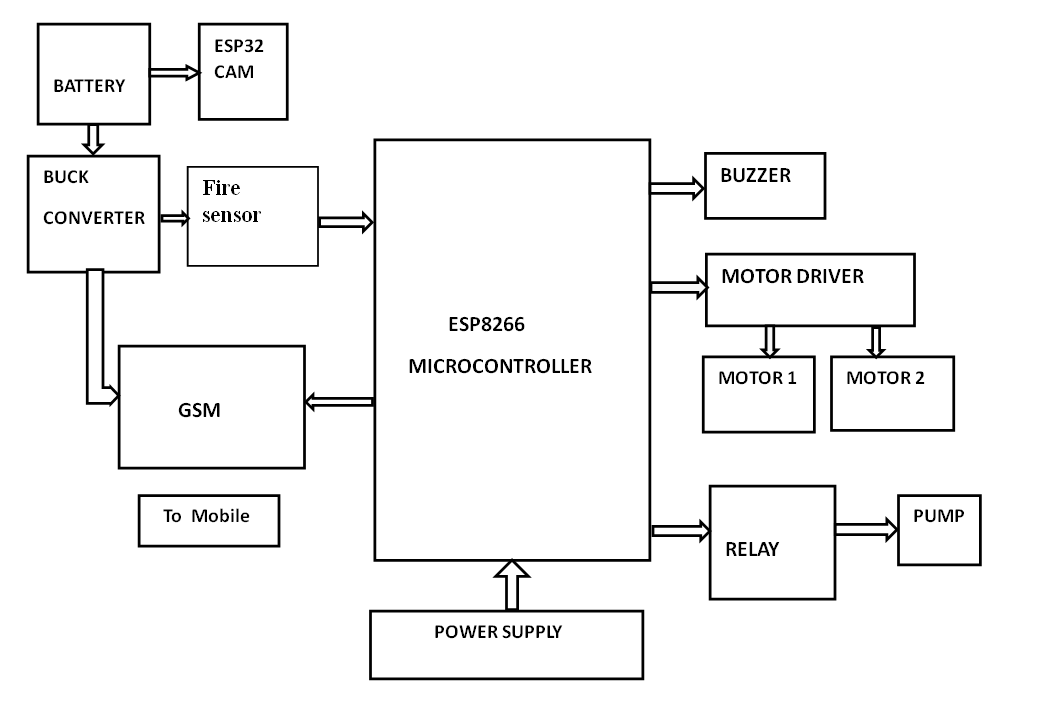 BATTERY
ESP32
CAM
BUCK
CONVERTER
Fire
sensor
GSM
To Mobile
ESP8266
MICROCONTROLLER
POWER SUPPLY
BUZZER
MOTOR DRIVER
MOTOR 1
MOTOR 2
RELAY
PUMP